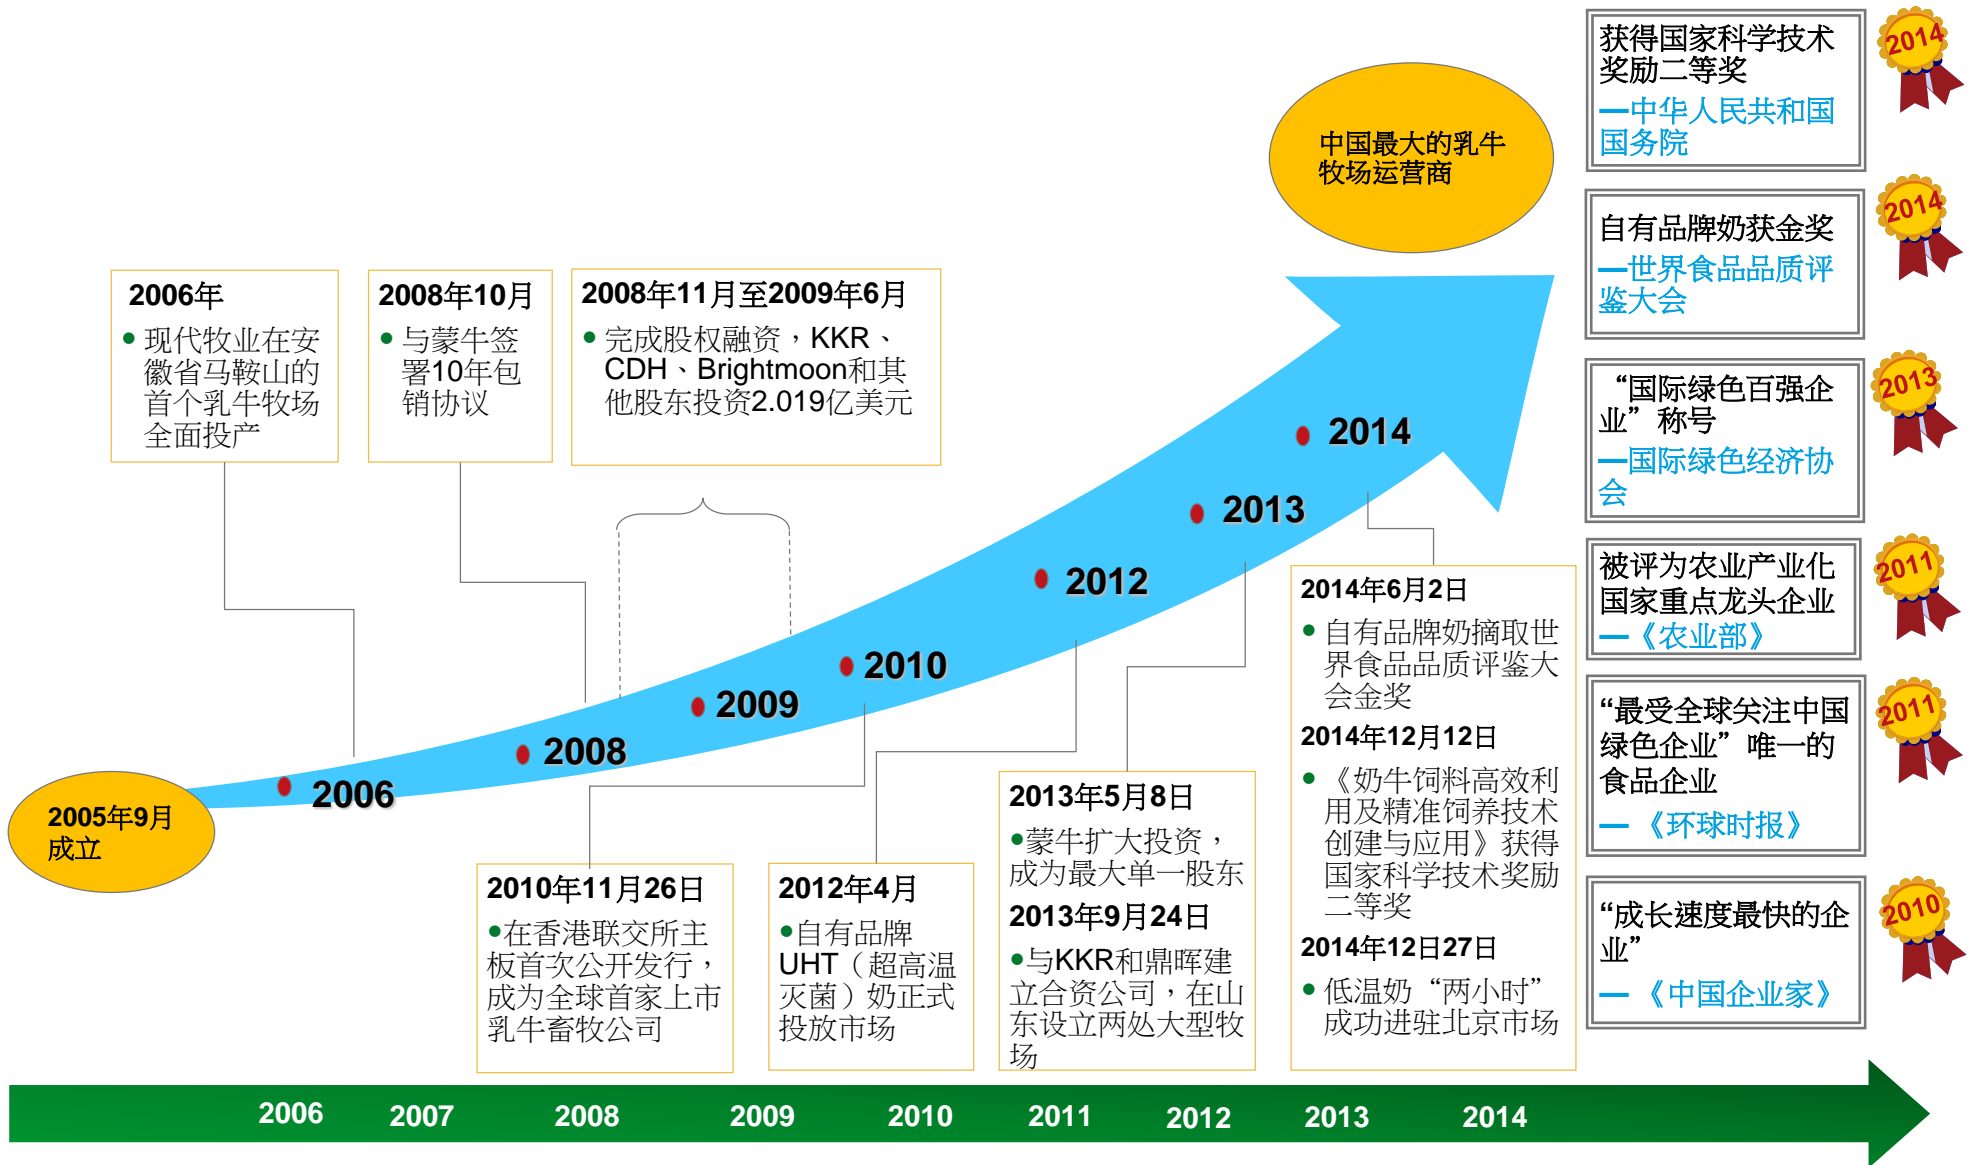 中国最大的乳牛
牧场运营商
2006年
• 现代牧业在安
徽省马鞍山的
首个乳牛牧场
全面投产
2008年10月
• 与蒙牛签
署10年包
销协议
2008年11月至2009年6月
• 完成股权融资，KKR、
CDH、Brightmoon和其
他股东投资2.019亿美元
2014
2013
2012
2010
2009
2008
2006
2005年9月
成立
2010年11月26日
•在香港联交所主
板首次公开发行，
成为全球首家上市
乳牛畜牧公司
2012年4月
•自有品牌
UHT（超高温
灭菌）奶正式
投放市场
2013年5月8日
•蒙牛扩大投资，
成为最大单一股东
2013年9月24日
•与KKR和鼎晖建
立合资公司，在山
东设立两处大型牧
场
2014年6月2日
• 自有品牌奶摘取世
界食品品质评鉴大
会金奖
2014年12月12日
• 《奶牛饲料高效利
用及精准饲养技术
创建与应用》获得
国家科学技术奖励
二等奖
2014年12日27日
• 低温奶“两小时”
成功进驻北京市场
获得国家科学技术
奖励二等奖
—中华人民共和国
国务院
2014
自有品牌奶获金奖
—世界食品品质评
鉴大会
2014
“国际绿色百强企
业”称号
—国际绿色经济协
会
2013
被评为农业产业化
国家重点龙头企业
—《农业部》
2011
“最受全球关注中国
绿色企业”唯一的
食品企业
— 《环球时报》
2011
“成长速度最快的企
业”
— 《中国企业家》
2010
2006 2007 2008 2009 2010 2011 2012 2013 2014